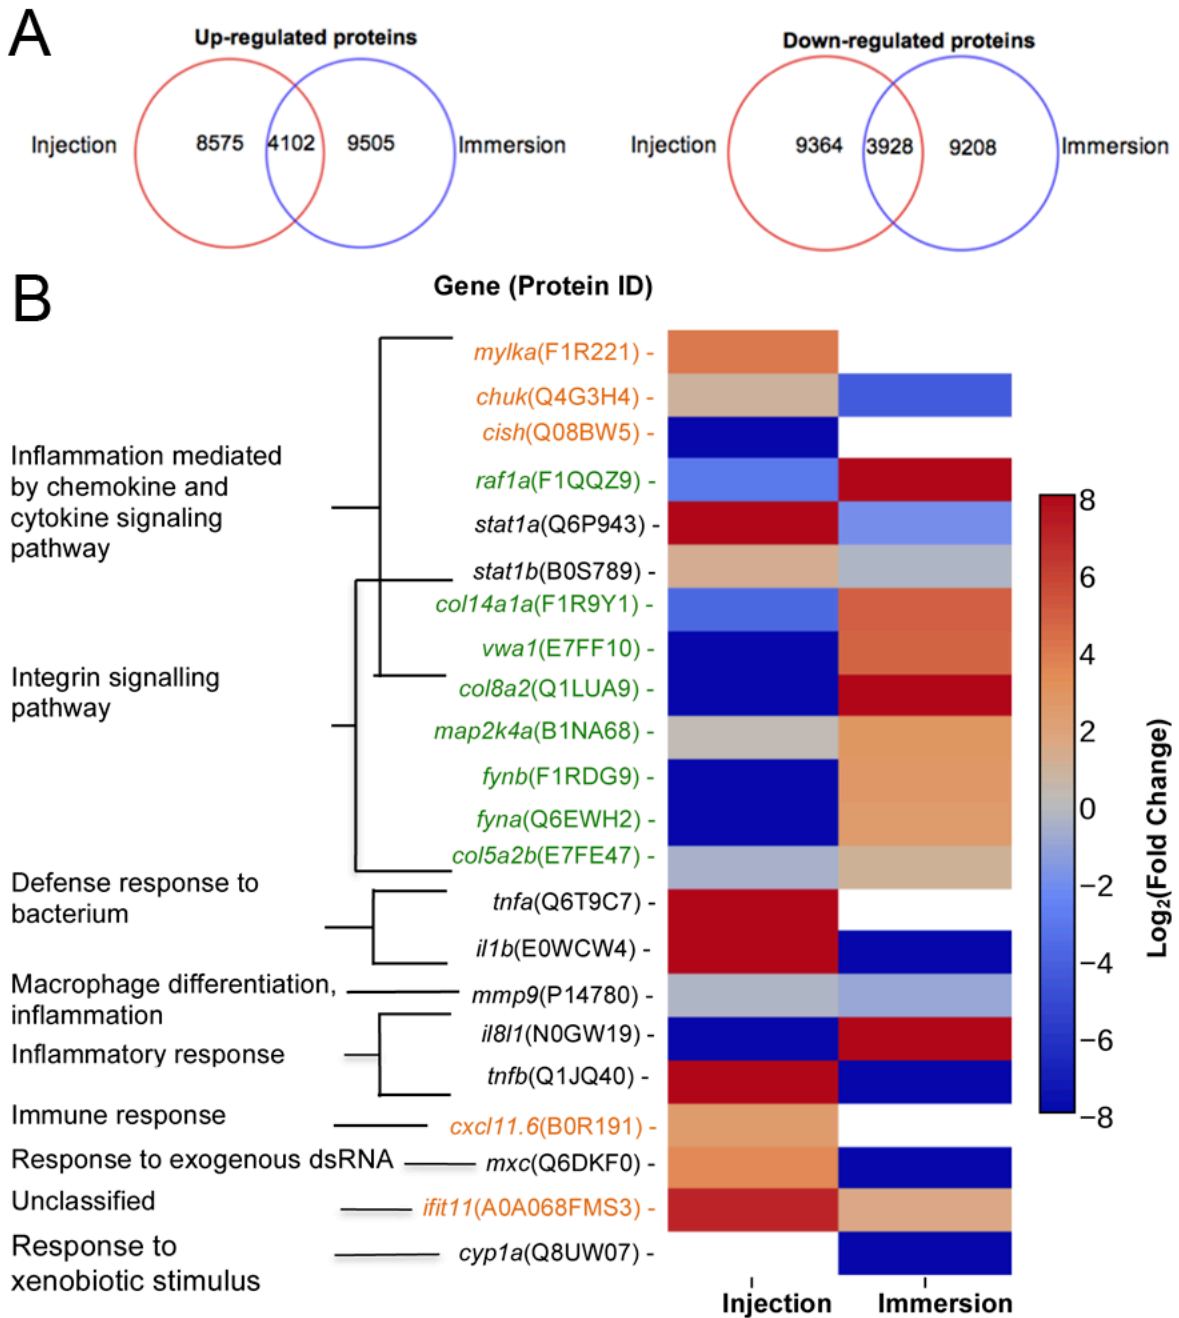 A
Up-regulated proteins
Down-regulated proteins
Injection
8575
4102
9505
Immersion
Injection
9364
3928
9208
Immersion
B
Gene (Protein ID)
mylka(F1R221) -
chuk(Q4G3H4) -
cish(Q08BW5) -
Inflammation mediated
by chemokine and
cytokine signaling
pathway
raf1a(F1QQZ9) -
stat1a(Q6P943) -
stat1b(B0S789) -
col14a1a(F1R9Y1) -
vwa1(E7FF10) -
Integrin signalling
pathway
col8a2(Q1LUA9) -
map2k4a(B1NA68) -
fynb(F1RDG9) -
fyna(Q6EWH2) -
col5a2b(E7FE47) -
Defense response to
bacterium
tnfa(Q6T9C7) -
il1b(E0WCW4) -
Macrophage differentiation,
inflammation
mmp9(P14780) -
Inflammatory response
il8l1(N0GW19) -
tnfb(Q1JQ40) -
Immune response
cxcl11.6(B0R191) -
Response to exogenous dsRNA
mxc(Q6DKF0) -
Unclassified
ifit11(A0A068FMS3) -
Response to
xenobiotic stimulus
cyp1a(Q8UW07) -
Injection
Immersion
8
6
4
2
0
−2
−4
−6
−8
Log₂(Fold Change)